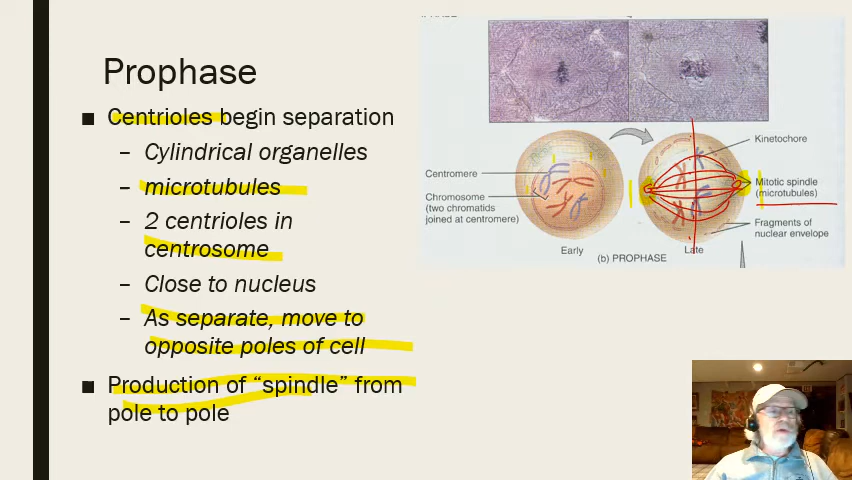 Prophase
■ Centrioles begin separation
– Cylindrical organelles
– microtubules
– 2 centrioles in
centrosome
– Close to nucleus
– As separate, move to
opposite poles of cell
■ Production of “spindle” from
pole to pole
Kinetochore
Centromere
Mitotic spindle
(microtubules)
Chromosome
(two chromatids
joined at centromere)
Fragments of
nuclear envelope
Early
Late
(b) PROPHASE